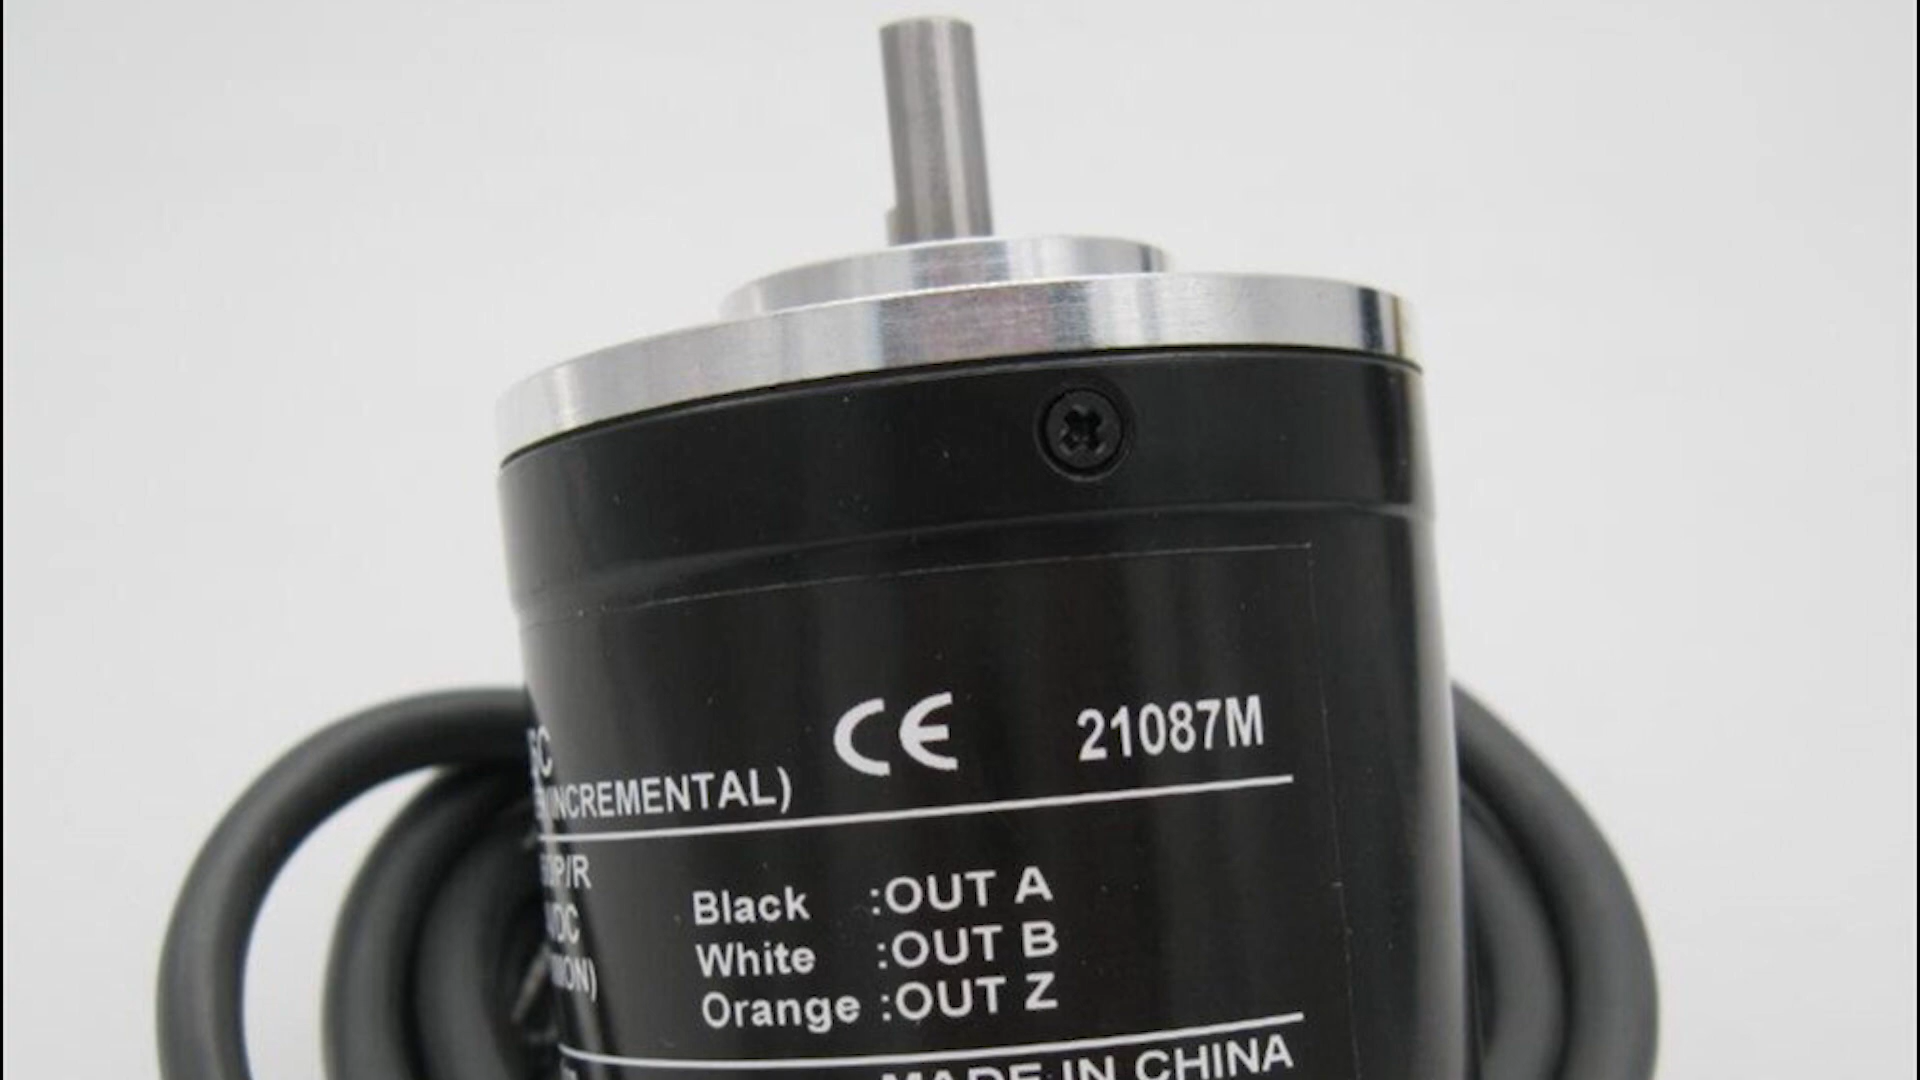 CE 21087M
INCREMENTAL)
P/R
Black :OUT A
White :OUT B
Orange :OUT Z
MADE IN CHINA